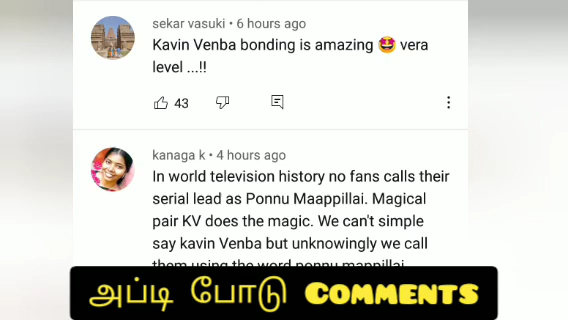 sekar vasuki • 6 hours ago
Kavin Venba bonding is amazing 🤩 vera
level ...!!
43
kanaga k • 4 hours ago
In world television history no fans calls their
serial lead as Ponnu Maappillai. Magical
pair KV does the magic. We can't simple
say kavin Venba but unknowingly we call
them using the word ponnu mappillai
அப்டி போடு COMMENTS